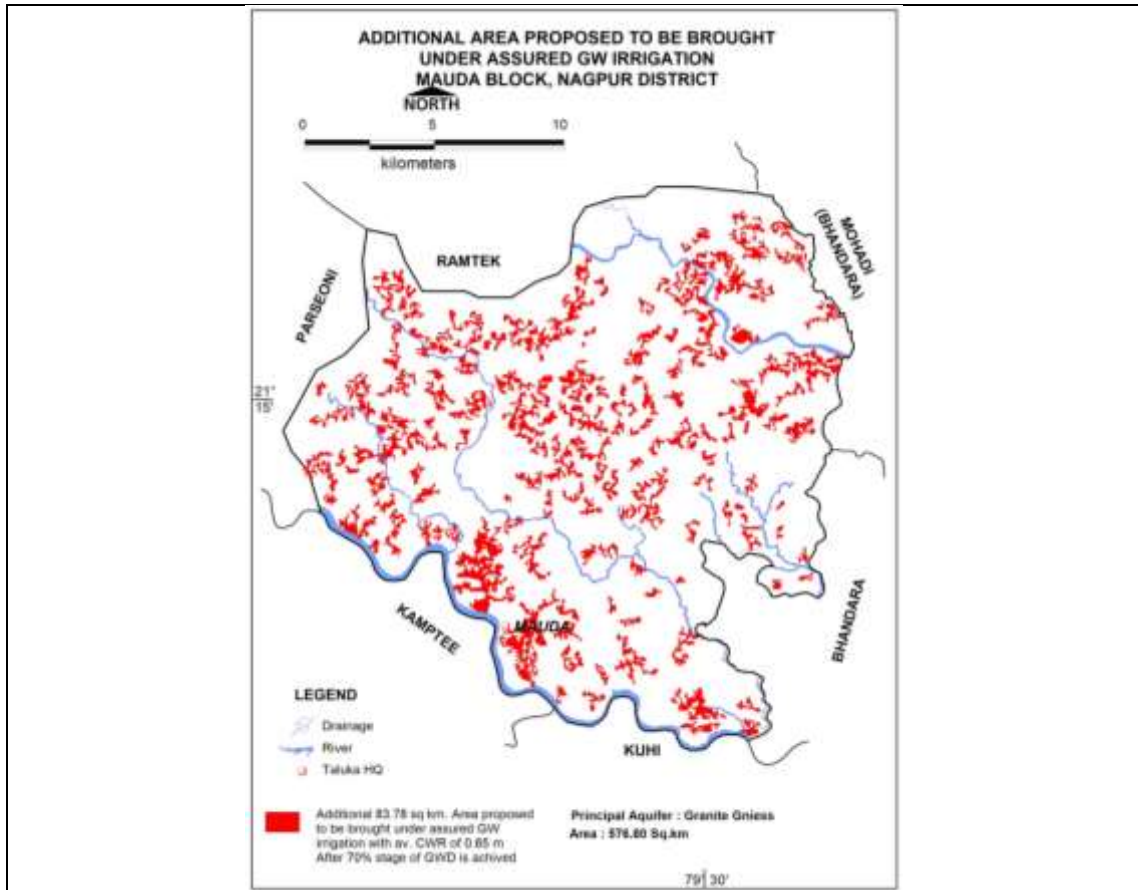 ADDITIONAL AREA PROPOSED TO BE BROUGHT
UNDER ASSURED GW IRRIGATION
MAUDA BLOCK, NAGPUR DISTRICT
NORTH
0 5 10
kilometers
MOHADI
(BHANDARA)
RAMTEK
PARSEONI
21°
15'
BHANDARA
KAMPTEE
MAUDA
KUHI
LEGEND
Drainage
River
Taluka HQ
Additional 83.78 sq km. Area proposed
to be brought under assured GW
irrigation with av. CWR of 0.65 m
After 70% stage of GWD is achived
Principal Aquifer : Granite Gniess
Area : 576.80 Sq.km
79° 30'